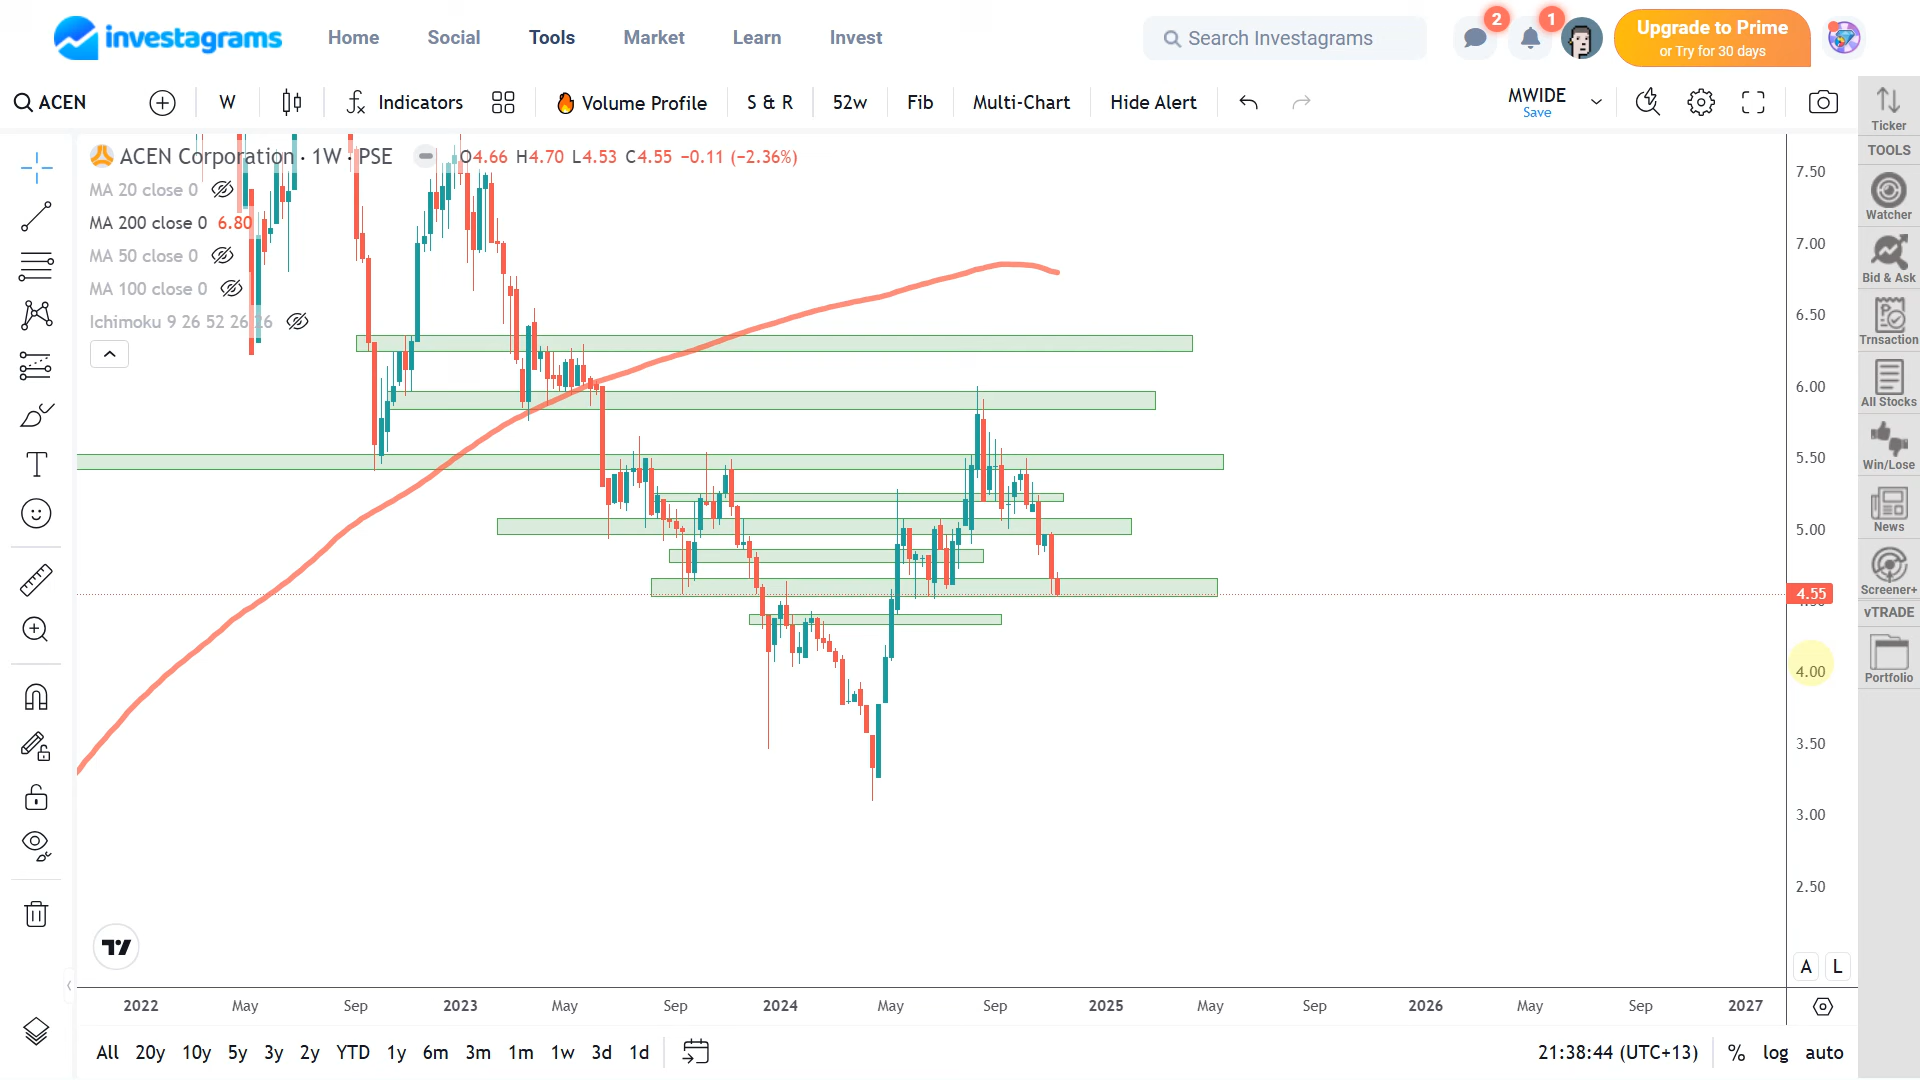 investagrams Home Social Tools Market Learn Invest Search Investagrams 2 1 Upgrade to Prime
or Try for 30 days
ACEN W Indicators Volume Profile S & R 52w Fib Multi-Chart Hide Alert MWIDE
Save
Ticker
TOOLS
Watcher
Bid & Ask
Trnsaction
All Stocks
Win/Lose
News
Screener+
vTRADE
Portfolio
ACEN Corporation · 1W · PSE O4.66 H4.70 L4.53 C4.55 −0.11 (−2.36%)
MA 20 close 0
MA 200 close 0 6.80
MA 50 close 0
MA 100 close 0
Ichimoku 9 26 52 26 26
7.50
7.00
6.50
6.00
5.50
5.00
4.55
4.00
3.50
3.00
2.50
A L
2022 May Sep 2023 May Sep 2024 May Sep 2025 May Sep 2026 May Sep 2027
All 20y 10y 5y 3y 2y YTD 1y 6m 3m 1m 1w 3d 1d 21:38:44 (UTC+13) % log auto